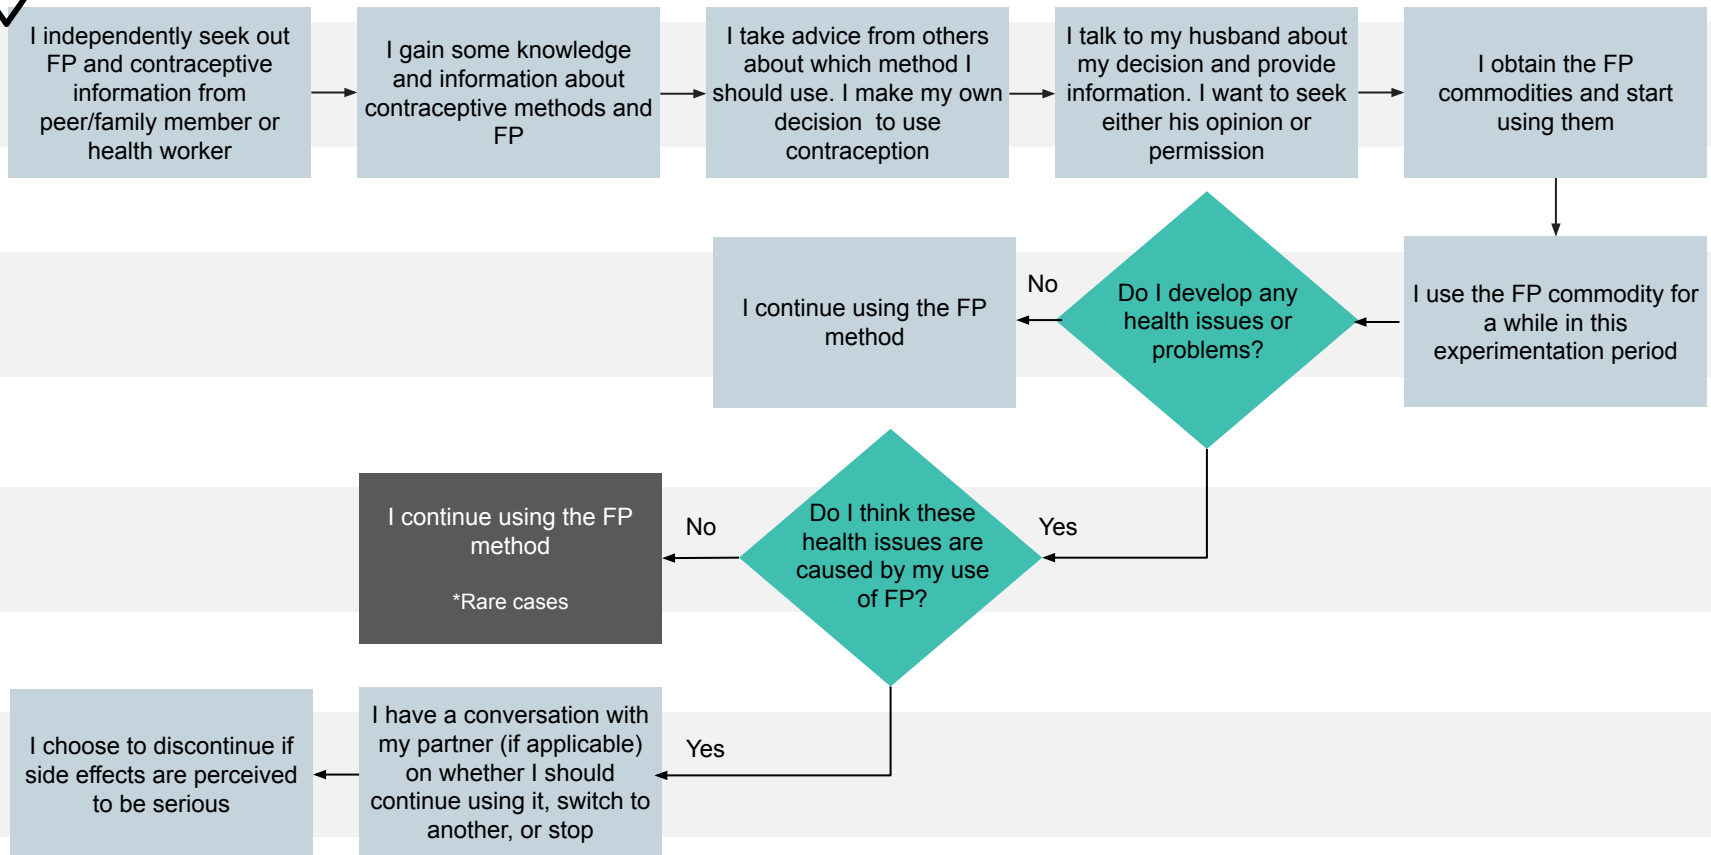 I independently seek out
FP and contraceptive
information from
peer/family member or
health worker
I gain some knowledge
and information about
contraceptive methods and
FP
I take advice from others
about which method I
should use. I make my own
decision to use
contraception
I talk to my husband about
my decision and provide
information. I want to seek
either his opinion or
permission
I obtain the FP
commodities and start
using them
I use the FP commodity for
a while in this
experimentation period
Do I develop any
health issues or
problems?
No
I continue using the FP
method
Yes
Do I think these
health issues are
caused by my use
of FP?
No
I continue using the FP
method
*Rare cases
Yes
I have a conversation with
my partner (if applicable)
on whether I should
continue using it, switch to
another, or stop
I choose to discontinue if
side effects are perceived
to be serious